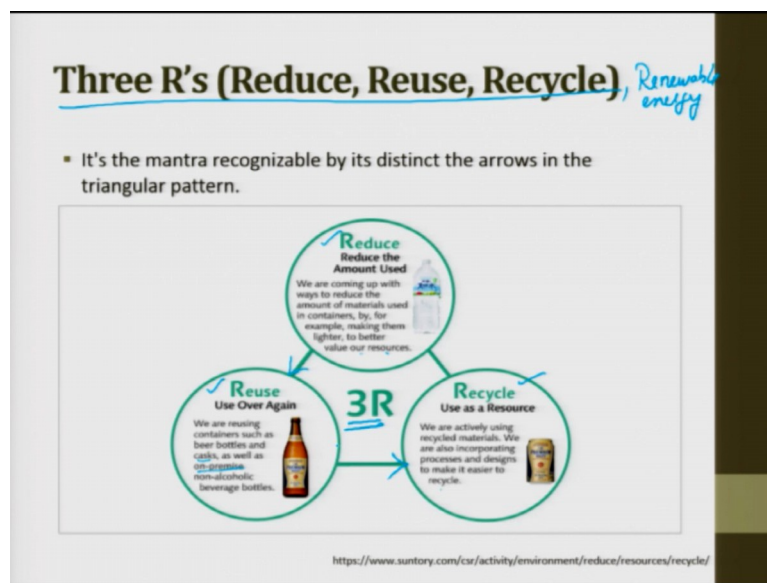 Three R's (Reduce, Reuse, Recycle), Renewable
energy
▪ It's the mantra recognizable by its distinct the arrows in the
triangular pattern.
Reduce
Reduce the
Amount Used
We are coming up with
ways to reduce the
amount of materials used
in containers, by, for
example, making them
lighter, to better
value our resources.
Reuse
Use Over Again
We are reusing
containers such as
beer bottles and
casks, as well as
on-premise
non-alcoholic
beverage bottles.
3R
Recycle
Use as a Resource
We are actively using
recycled materials. We
are also incorporating
processes and designs
to make it easier to
recycle.
https://www.suntory.com/csr/activity/environment/reduce/resources/recycle/